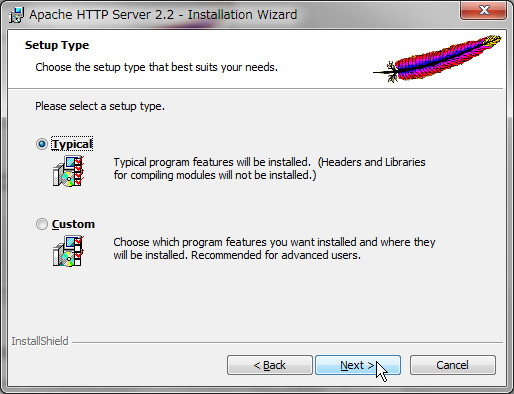 Apache HTTP Server 2.2 - Installation Wizard
Setup Type
Choose the setup type that best suits your needs.
Please select a setup type.
Typical
Typical program features will be installed. (Headers and Libraries
for compiling modules will not be installed.)
Custom
Choose which program features you want installed and where they
will be installed. Recommended for advanced users.
InstallShield
< Back
Next >
Cancel